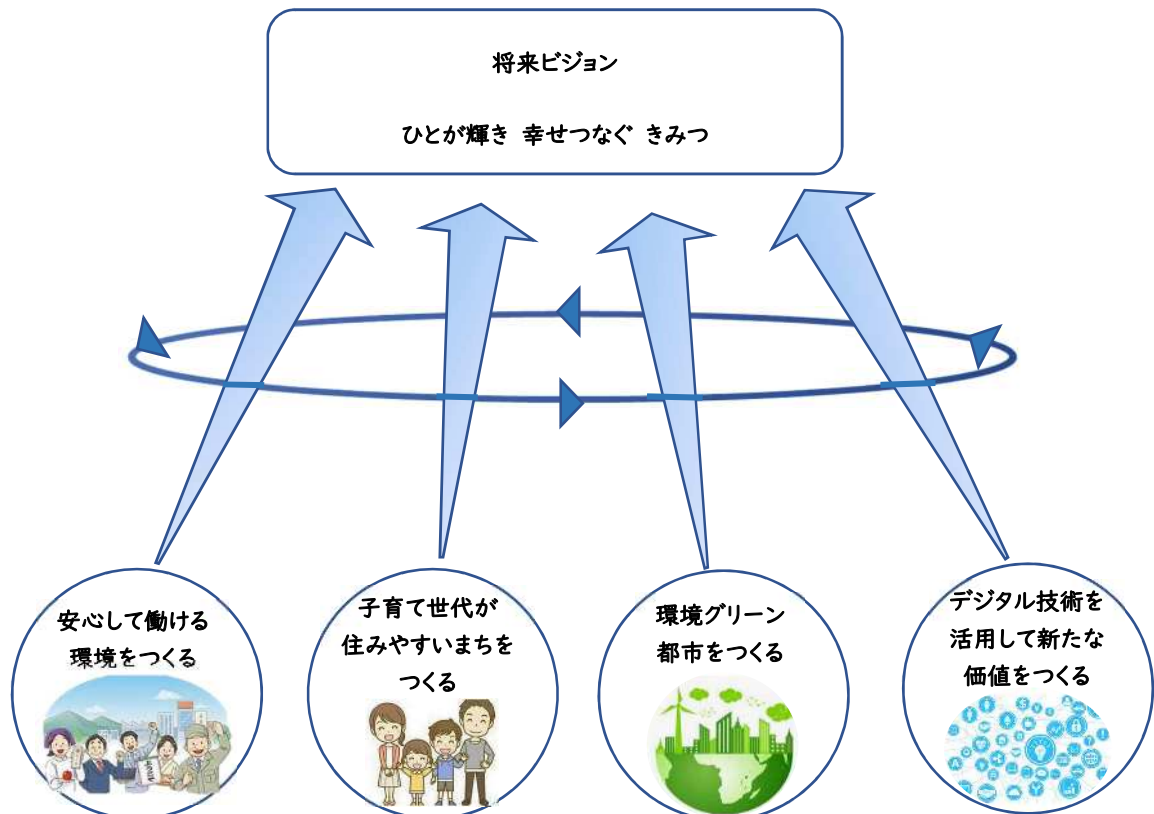 将来ビジョン
ひとが輝き 幸せつなぐ きみつ
安心して働ける
環境をつくる
子育て世代が
住みやすいまちを
つくる
環境グリーン
都市をつくる
デジタル技術を
活用して新たな
価値をつくる